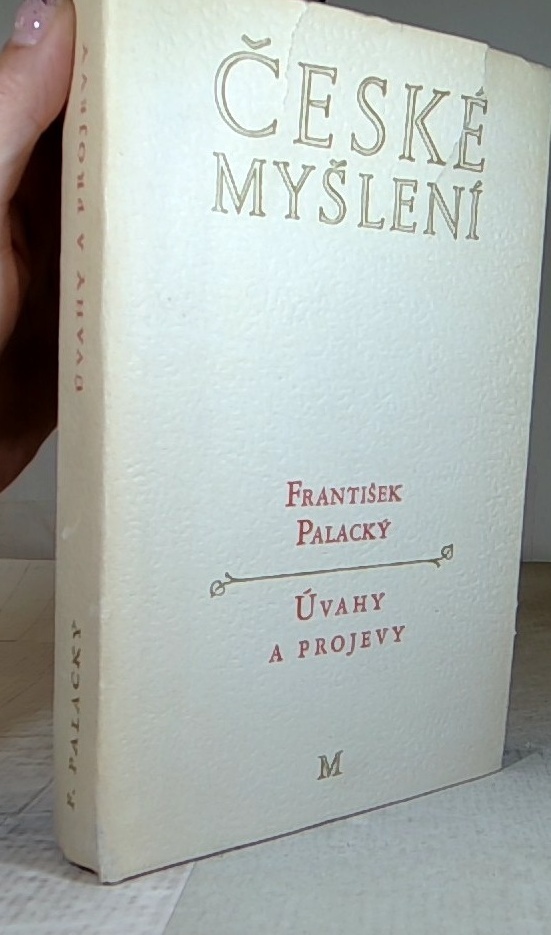 ČESKÉ
MYŠLENÍ
FRANTIŠEK
PALACKÝ
ÚVAHY
A PROJEVY
M
F. PALACKÝ
ÚVAHY A PROJEVY